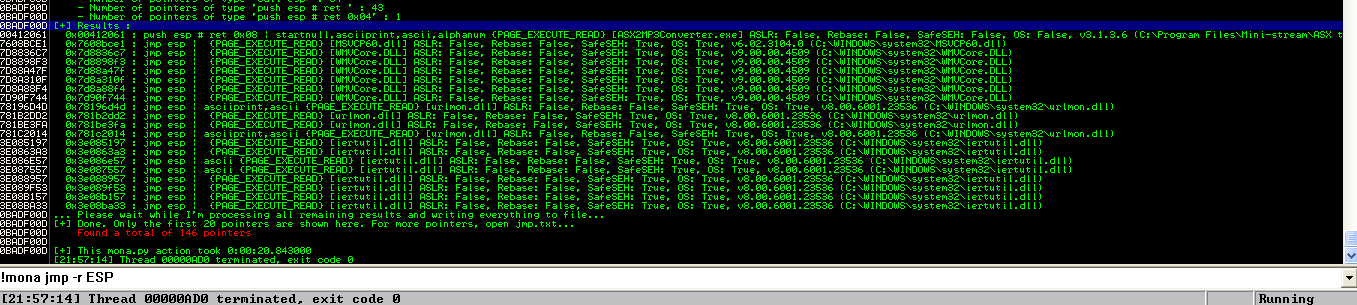 - Number of pointers of type 'push esp # ret ' : 43
- Number of pointers of type 'push esp # ret 0x04' : 1
0BADF00D [+] Results :
00412061 0x00412061 : push esp # ret 0x08 | startnull,asciiprint,ascii,alphanum {PAGE_EXECUTE_READ} [ASX2MP3Converter.exe] ASLR: False, Rebase: False, SafeSEH: False, OS: False, v3.1.3.6 (C:\Program Files\Mini-stream\ASX t
7608BCE1 0x7608bce1 : jmp esp | {PAGE_EXECUTE_READ} [MSVCP60.dll] ASLR: False, Rebase: False, SafeSEH: True, OS: True, v6.02.3104.0 (C:\WINDOWS\system32\MSVCP60.dll)
7D8836C7 0x7d8836c7 : jmp esp | {PAGE_EXECUTE_READ} [WMVCore.DLL] ASLR: False, Rebase: False, SafeSEH: True, OS: True, v9.00.00.4509 (C:\WINDOWS\system32\WMVCore.DLL)
7D8898F3 0x7d8898f3 : jmp esp | {PAGE_EXECUTE_READ} [WMVCore.DLL] ASLR: False, Rebase: False, SafeSEH: True, OS: True, v9.00.00.4509 (C:\WINDOWS\system32\WMVCore.DLL)
7D8A47F 0x7d8a47f : jmp esp | {PAGE_EXECUTE_READ} [WMVCore.DLL] ASLR: False, Rebase: False, SafeSEH: True, OS: True, v9.00.00.4509 (C:\WINDOWS\system32\WMVCore.DLL)
7D8A310F 0x7d8a310f : jmp esp | {PAGE_EXECUTE_READ} [WMVCore.DLL] ASLR: False, Rebase: False, SafeSEH: True, OS: True, v9.00.00.4509 (C:\WINDOWS\system32\WMVCore.DLL)
7D8A88F4 0x7d8a88f4 : jmp esp | {PAGE_EXECUTE_READ} [WMVCore.DLL] ASLR: False, Rebase: False, SafeSEH: True, OS: True, v9.00.00.4509 (C:\WINDOWS\system32\WMVCore.DLL)
7D90F744 0x7d90f744 : jmp esp | {PAGE_EXECUTE_READ} [WMVCore.DLL] ASLR: False, Rebase: False, SafeSEH: True, OS: True, v9.00.00.4509 (C:\WINDOWS\system32\WMVCore.DLL)
78196D4D 0x78196d4d : jmp esp | asciiprint,ascii {PAGE_EXECUTE_READ} [urlmon.dll] ASLR: False, Rebase: False, SafeSEH: True, OS: True, v8.00.6001.23536 (C:\WINDOWS\system32\urlmon.dll)
781B2DD2 0x781b2dd2 : jmp esp | {PAGE_EXECUTE_READ} [urlmon.dll] ASLR: False, Rebase: False, SafeSEH: True, OS: True, v8.00.6001.23536 (C:\WINDOWS\system32\urlmon.dll)
781BE3FA 0x781be3fa : jmp esp | {PAGE_EXECUTE_READ} [urlmon.dll] ASLR: False, Rebase: False, SafeSEH: True, OS: True, v8.00.6001.23536 (C:\WINDOWS\system32\urlmon.dll)
781C2014 0x781c2014 : jmp esp | asciiprint,ascii {PAGE_EXECUTE_READ} [urlmon.dll] ASLR: False, Rebase: False, SafeSEH: True, OS: True, v8.00.6001.23536 (C:\WINDOWS\system32\urlmon.dll)
3E085197 0x3e085197 : jmp esp | {PAGE_EXECUTE_READ} [iertutil.dll] ASLR: False, Rebase: False, SafeSEH: True, OS: True, v8.00.6001.23536 (C:\WINDOWS\system32\iertutil.dll)
3E0863A3 0x3e0863a3 : jmp esp | {PAGE_EXECUTE_READ} [iertutil.dll] ASLR: False, Rebase: False, SafeSEH: True, OS: True, v8.00.6001.23536 (C:\WINDOWS\system32\iertutil.dll)
3E086E57 0x3e086e57 : jmp esp | ascii {PAGE_EXECUTE_READ} [iertutil.dll] ASLR: False, Rebase: False, SafeSEH: True, OS: True, v8.00.6001.23536 (C:\WINDOWS\system32\iertutil.dll)
3E087557 0x3e087557 : jmp esp | ascii {PAGE_EXECUTE_READ} [iertutil.dll] ASLR: False, Rebase: False, SafeSEH: True, OS: True, v8.00.6001.23536 (C:\WINDOWS\system32\iertutil.dll)
3E088957 0x3e088957 : jmp esp | {PAGE_EXECUTE_READ} [iertutil.dll] ASLR: False, Rebase: False, SafeSEH: True, OS: True, v8.00.6001.23536 (C:\WINDOWS\system32\iertutil.dll)
3E089F53 0x3e089f53 : jmp esp | {PAGE_EXECUTE_READ} [iertutil.dll] ASLR: False, Rebase: False, SafeSEH: True, OS: True, v8.00.6001.23536 (C:\WINDOWS\system32\iertutil.dll)
3E08B157 0x3e08b157 : jmp esp | {PAGE_EXECUTE_READ} [iertutil.dll] ASLR: False, Rebase: False, SafeSEH: True, OS: True, v8.00.6001.23536 (C:\WINDOWS\system32\iertutil.dll)
3E08BA33 0x3e08ba33 : jmp esp | {PAGE_EXECUTE_READ} [iertutil.dll] ASLR: False, Rebase: False, SafeSEH: True, OS: True, v8.00.6001.23536 (C:\WINDOWS\system32\iertutil.dll)
0BADF00D ... Please wait while I'm processing all remaining results and writing everything to file...
0BADF00D [+] Done. Only the first 20 pointers are shown here. For more pointers, open jmp.txt...
0BADF00D Found a total of 146 pointers
0BADF00D
0BADF00D [+] This mona.py action took 0:00:20.843000
[21:57:14] Thread 00000AD0 terminated, exit code 0
!mona jmp -r ESP
[21:57:14] Thread 00000AD0 terminated, exit code 0
Running